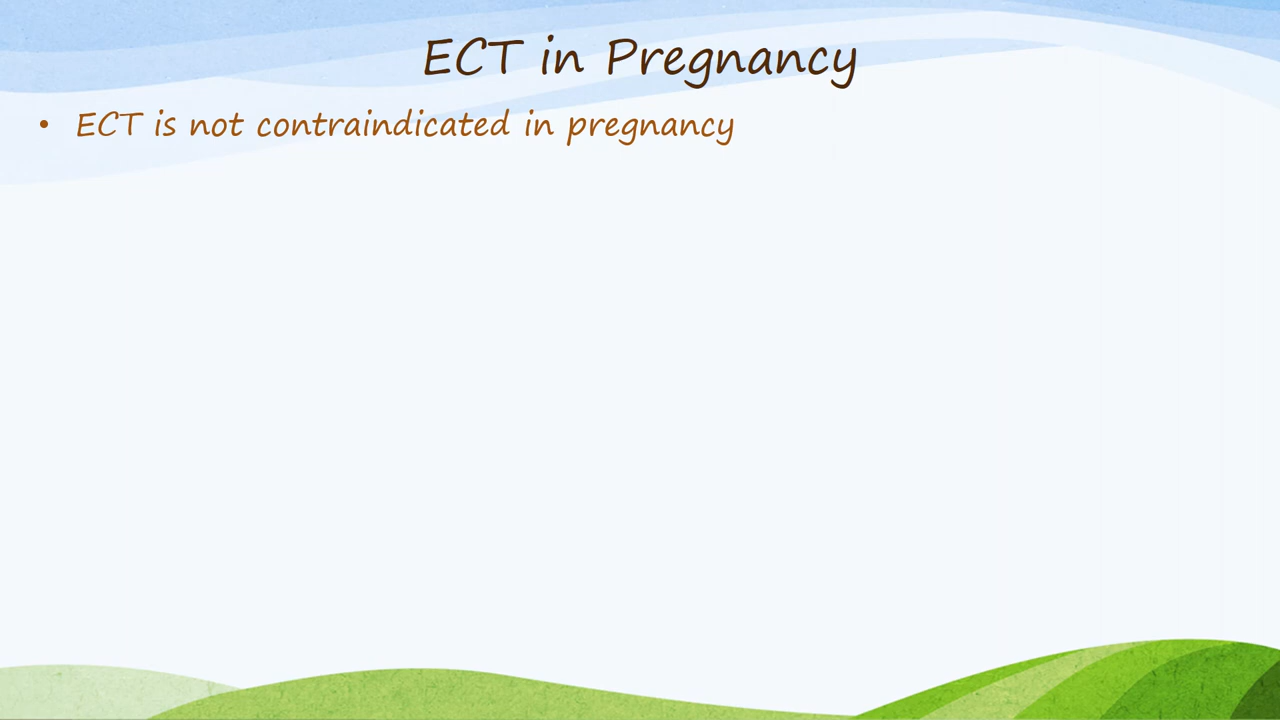 ECT in Pregnancy
• ECT is not contraindicated in pregnancy